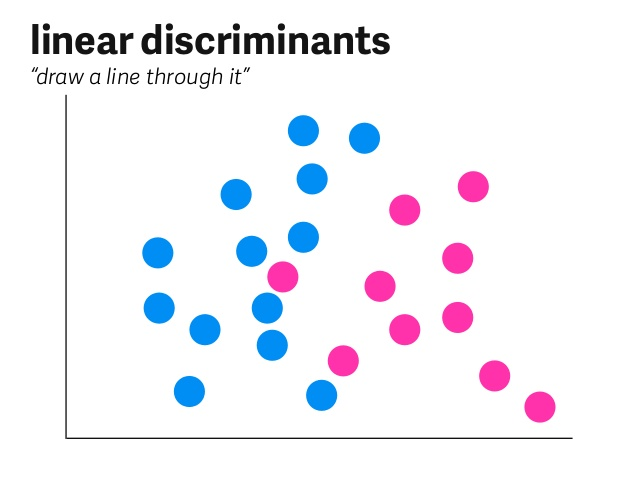 linear discriminants
“draw a line through it”